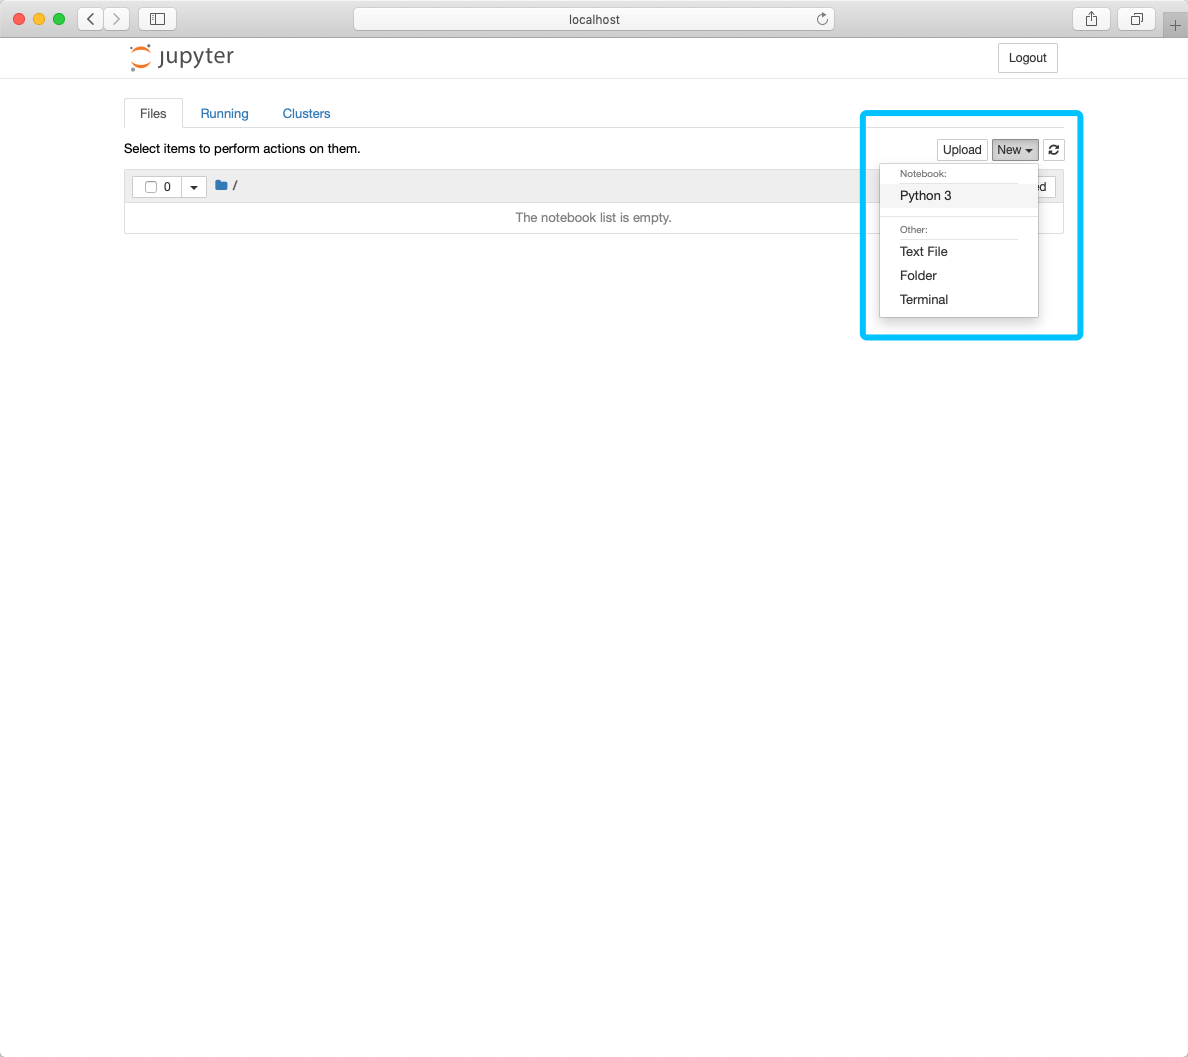 localhost
jupyter
Logout
Files Running Clusters
Select items to perform actions on them.
Upload New
0 /
Notebook:
Python 3
The notebook list is empty.
Other:
Text File
Folder
Terminal